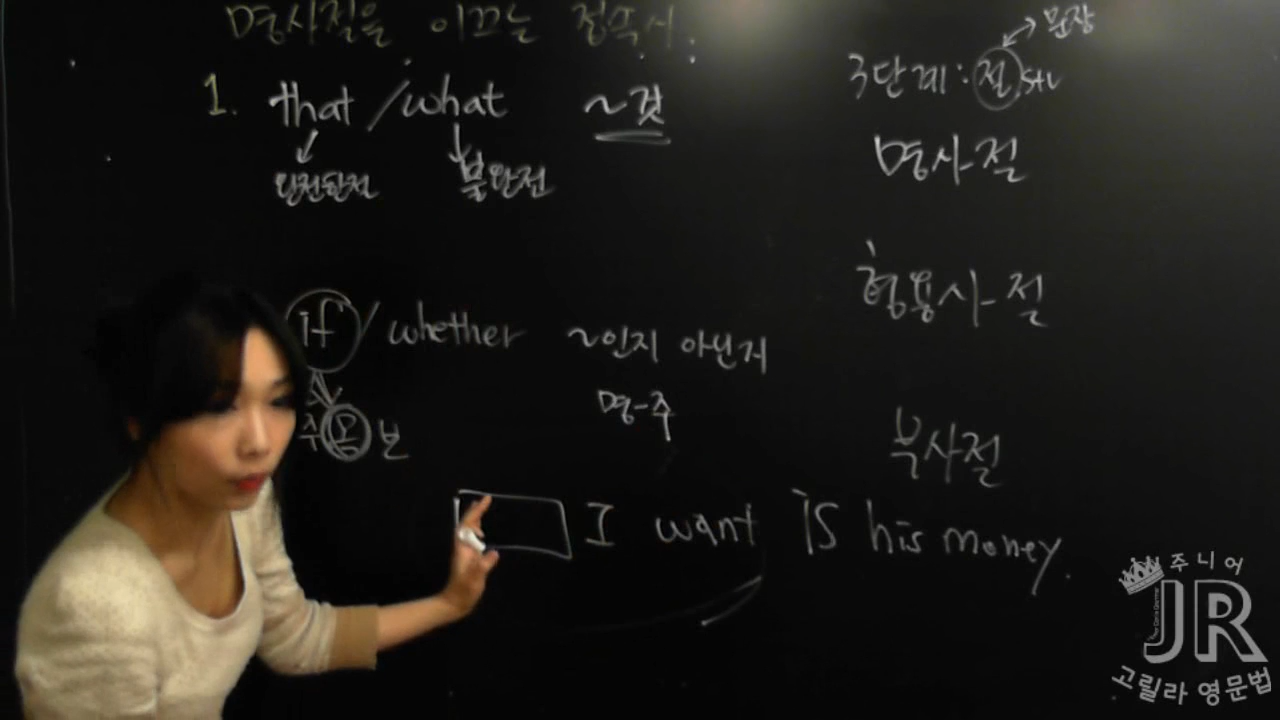 명사절을 이끄는 접속사
1. that / what ~것
완전한절 불완전
if / whether ~인지 아닌지
주 목 보 명-주
I want is his money.
문장
3단계: 절
명사절
형용사절
부사절
주니어
JR
고릴라 영문법